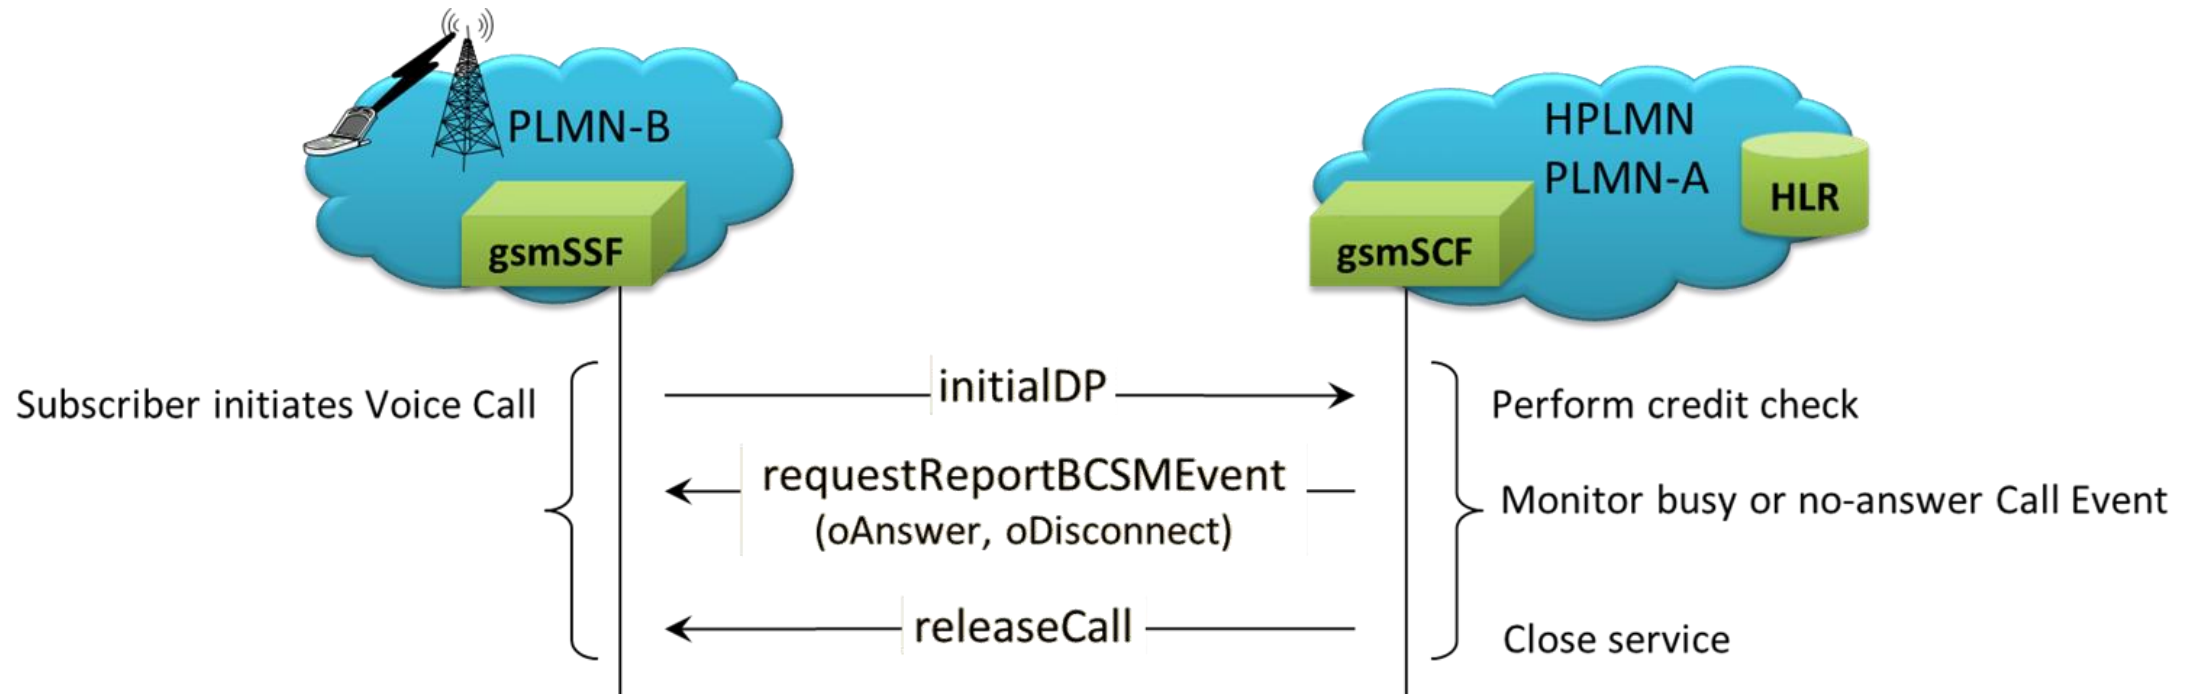 PLMN-B
gsmSSF
HPLMN
PLMN-A
HLR
gsmSCF
Subscriber initiates Voice Call
initialDP
Perform credit check
requestReportBCSMEvent
(oAnswer, oDisconnect)
Monitor busy or no-answer Call Event
releaseCall
Close service